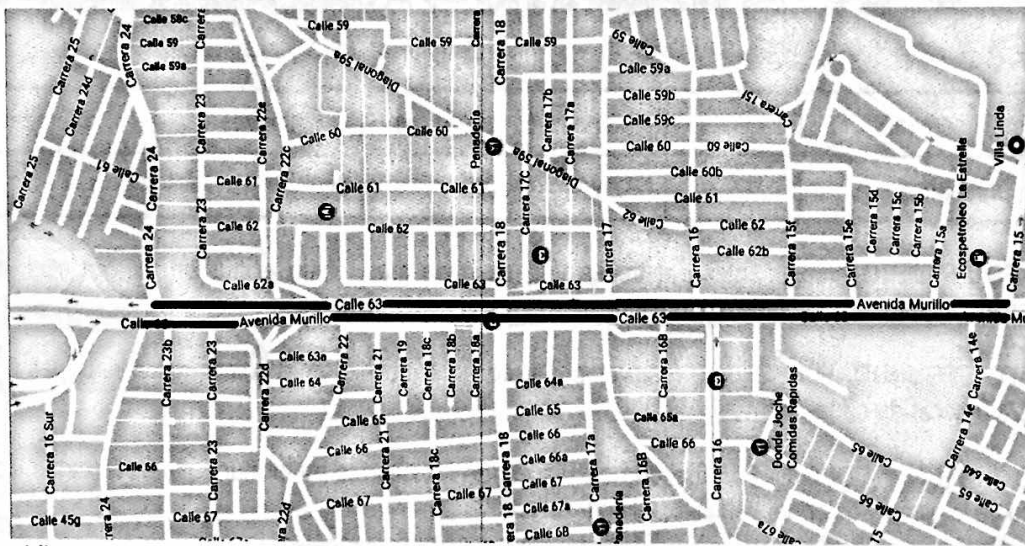 Calle 58c
Calle 59
Calle 59a
Carrera 25
Carrera 24d
Carrera 24
Carrera 23
Carrera 22e
Carrera 22c
Calle 59
Diagonal 59a
Calle 60
Calle 60
Panadería
Carrera 18
Calle 59
Carrera 17b
Carrera 17a
Calle 59
Calle 59a
Calle 59b
Calle 59c
Calle 60
Calle 60
Carrera 15f
Villa Linda
Carrera 25
Calle 61
Carrera 24
Calle 61
Calle 61
Calle 61
Carrera 17C
Diagonal 59a
Calle 60b
Calle 61
Calle 62
Carrera 23
Calle 62
Calle 62
Carrera 24
Calle 62a
Carrera 18
Carrera 17
Carrera 16
Calle 62
Calle 62b
Carrera 15f
Carrera 15e
Carrera 15d
Carrera 15c
Carrera 15b
Carrera 15a
Ecospetroleo La Estrelle
Carrera 15
Calle 63
Calle 63
Calle 63
Avenida Murillo
Avenida Murillo
Calle 63
Carrera 23b
Carrera 23
Carrera 22d
Calle 63a
Calle 64
Carrera 22
Carrera 21
Carrera 19
Carrera 18c
Carrera 18b
Carrera 18a
Calle 64a
Carrera 16B
Carrera 14e
Calle 65
Calle 65
Calle 65a
Donde Joche
Comidas Rapidas
Carrera 16 Sur
Calle 66
Carrera 23
Calle 66
Carrera 21
Carrera 18c
Carrera 18
Calle 66
Calle 66a
Carrera 17a
Carrera 16B
Calle 66
Carrera 16
Calle 65
Calle 66
Carrera 14e
Calle 64d
Calle 65
Calle 45g
Calle 67
Calle 67
Calle 67
Calle 67
Calle 67a
Calle 68
Panadería
Calle 67a